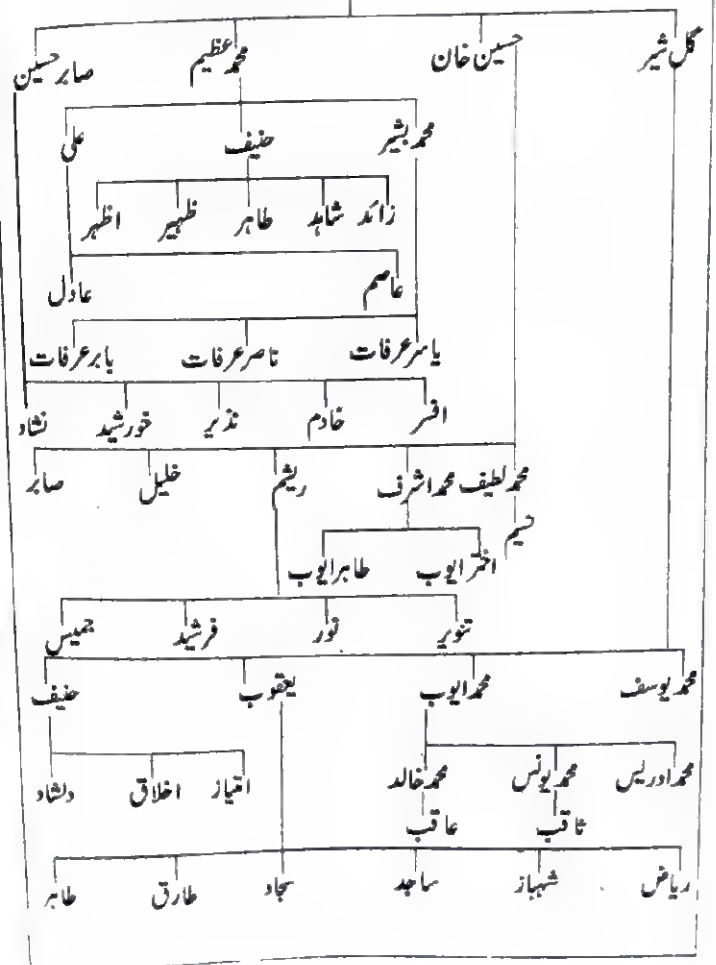 گل شیر حسین خان محمد عظیم صابر حسین
محمد بشیر حنیف علی
زائد شاہد طاہر ظہیر اظہر
عاصم عادل
یاسر عرفات ناصر عرفات بابر عرفات
افسر خادم نذیر خورشید نشاد
محمد لطیف محمد اشرف ریشم خلیل صابر
نسیم
اختر ایوب طاہر ایوب
تنویر نور فرشید جمیس
محمد یوسف محمد ایوب یعقوب حنیف
محمد ادریس محمد یونس محمد خالد امتیاز اخلاق دلشاد
ثاقب عاقب
ریاض شہباز ساجد سجاد طارق طاہر